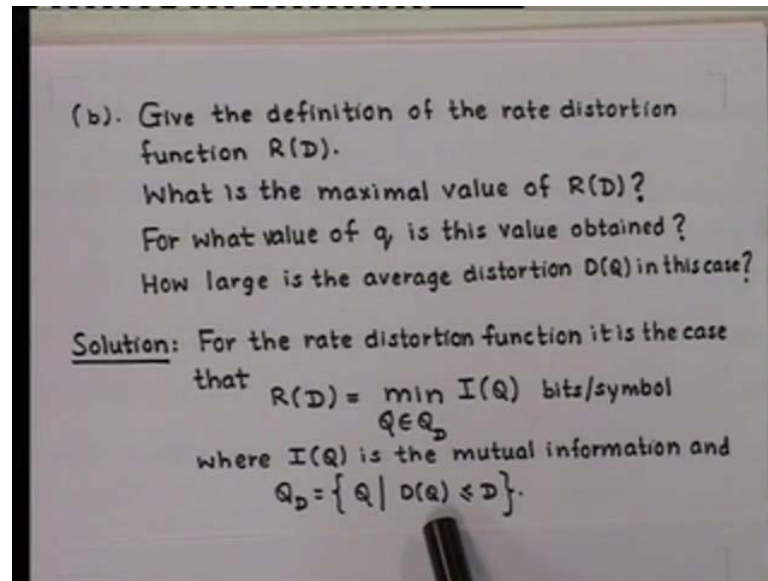 (b). Give the definition of the rate distortion
function R(D).
What is the maximal value of R(D)?
For what value of q is this value obtained?
How large is the average distortion D(Q) in this case?
Solution: For the rate distortion function it is the case
that R(D) = min I(Q) bits/symbol
Q∈Q_D
where I(Q) is the mutual information and
Q_D = { Q | D(Q) ≤ D }.